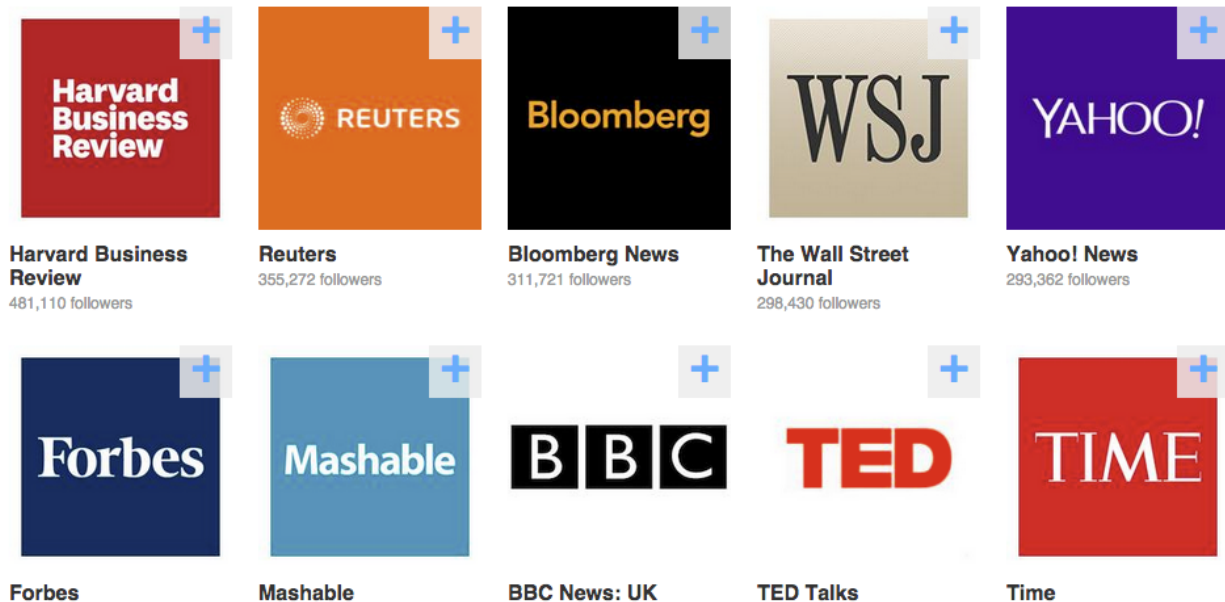 Harvard
Business
Review
REUTERS
Bloomberg
WSJ
YAHOO!
Harvard Business
Review
481,110 followers
Reuters
355,272 followers
Bloomberg News
311,721 followers
The Wall Street
Journal
298,430 followers
Yahoo! News
293,362 followers
Forbes
Mashable
BBC
TED
TIME
Forbes
Mashable
BBC News: UK
TED Talks
Time